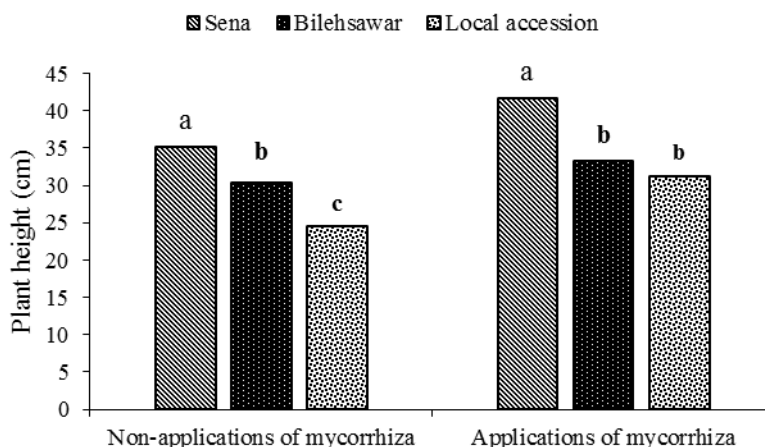 Sena Bilehsawar Local accession
Plant height (cm)
45
40
35
30
25
20
15
10
5
0
a
b
c
a
b
b
Non-applications of mycorrhiza
Applications of mycorrhiza